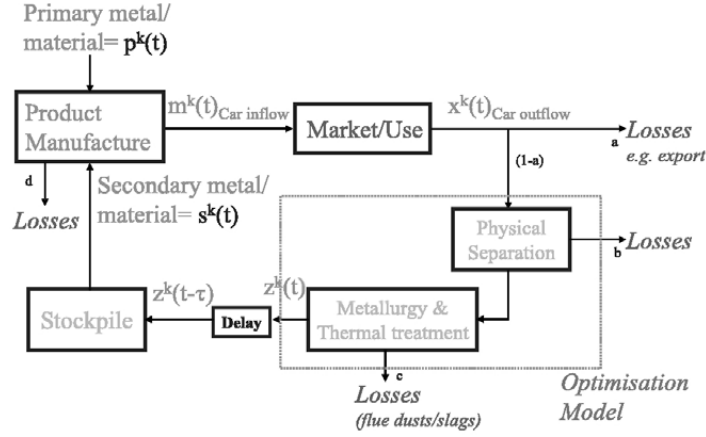 Primary metal/
material= pᵏ(t)
Product
Manufacture
mᵏ(t)Car inflow
Market/Use
xᵏ(t)Car outflow
a
Losses
e.g. export
(1-a)
d
Losses
Secondary metal/
material= sᵏ(t)
Physical
Separation
b
Losses
Stockpile
zᵏ(t-τ)
Delay
zᵏ(t)
Metallurgy &
Thermal treatment
c
Losses
(flue dusts/slags)
Optimisation
Model